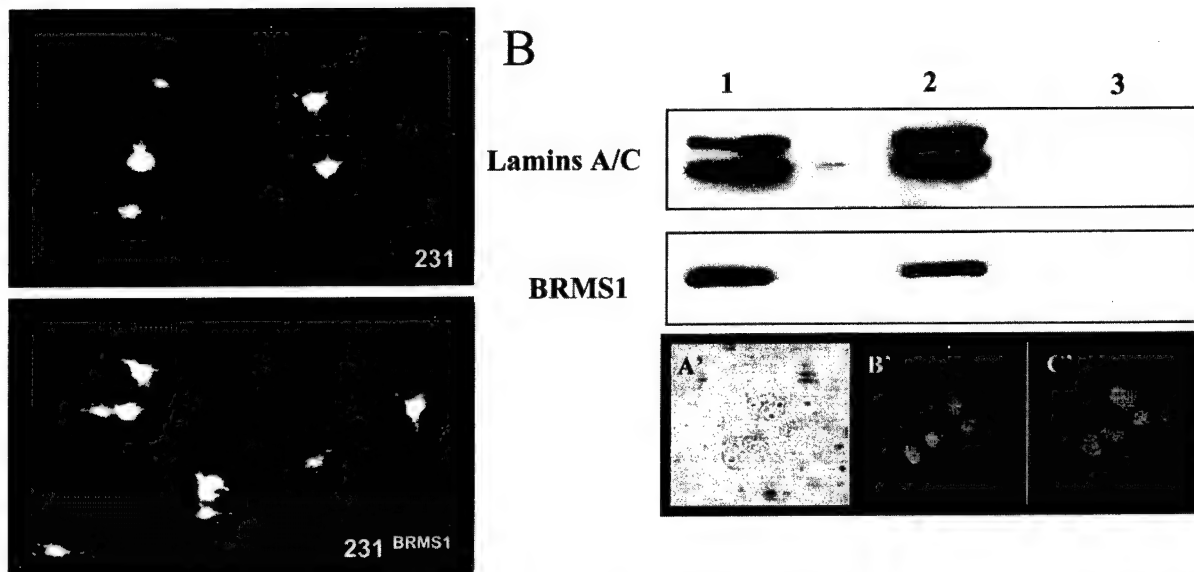 231
231 BRMS1
B
1 2 3
Lamins A/C
BRMS1
A' B' C'